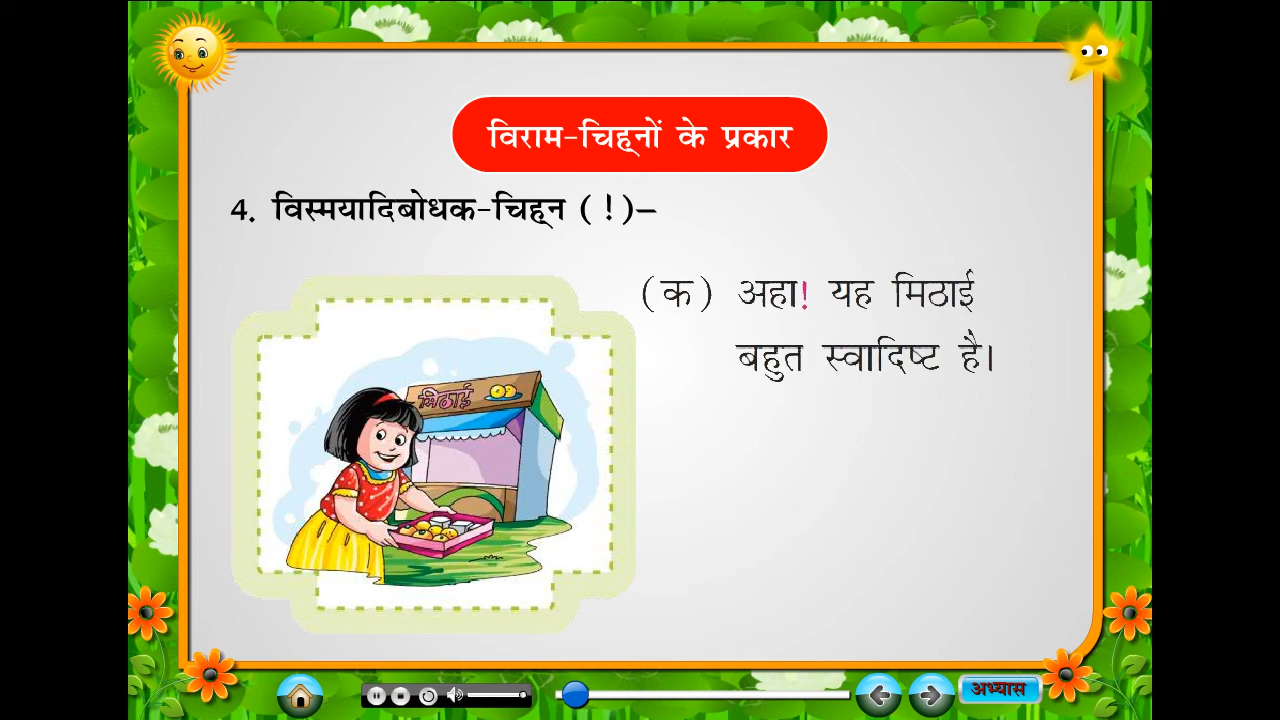 विराम-चिह्नों के प्रकार
4. विस्मयादिबोधक-चिह्न (!)–
(क) अहा! यह मिठाई
बहुत स्वादिष्ट है।
मिठाई
अभ्यास